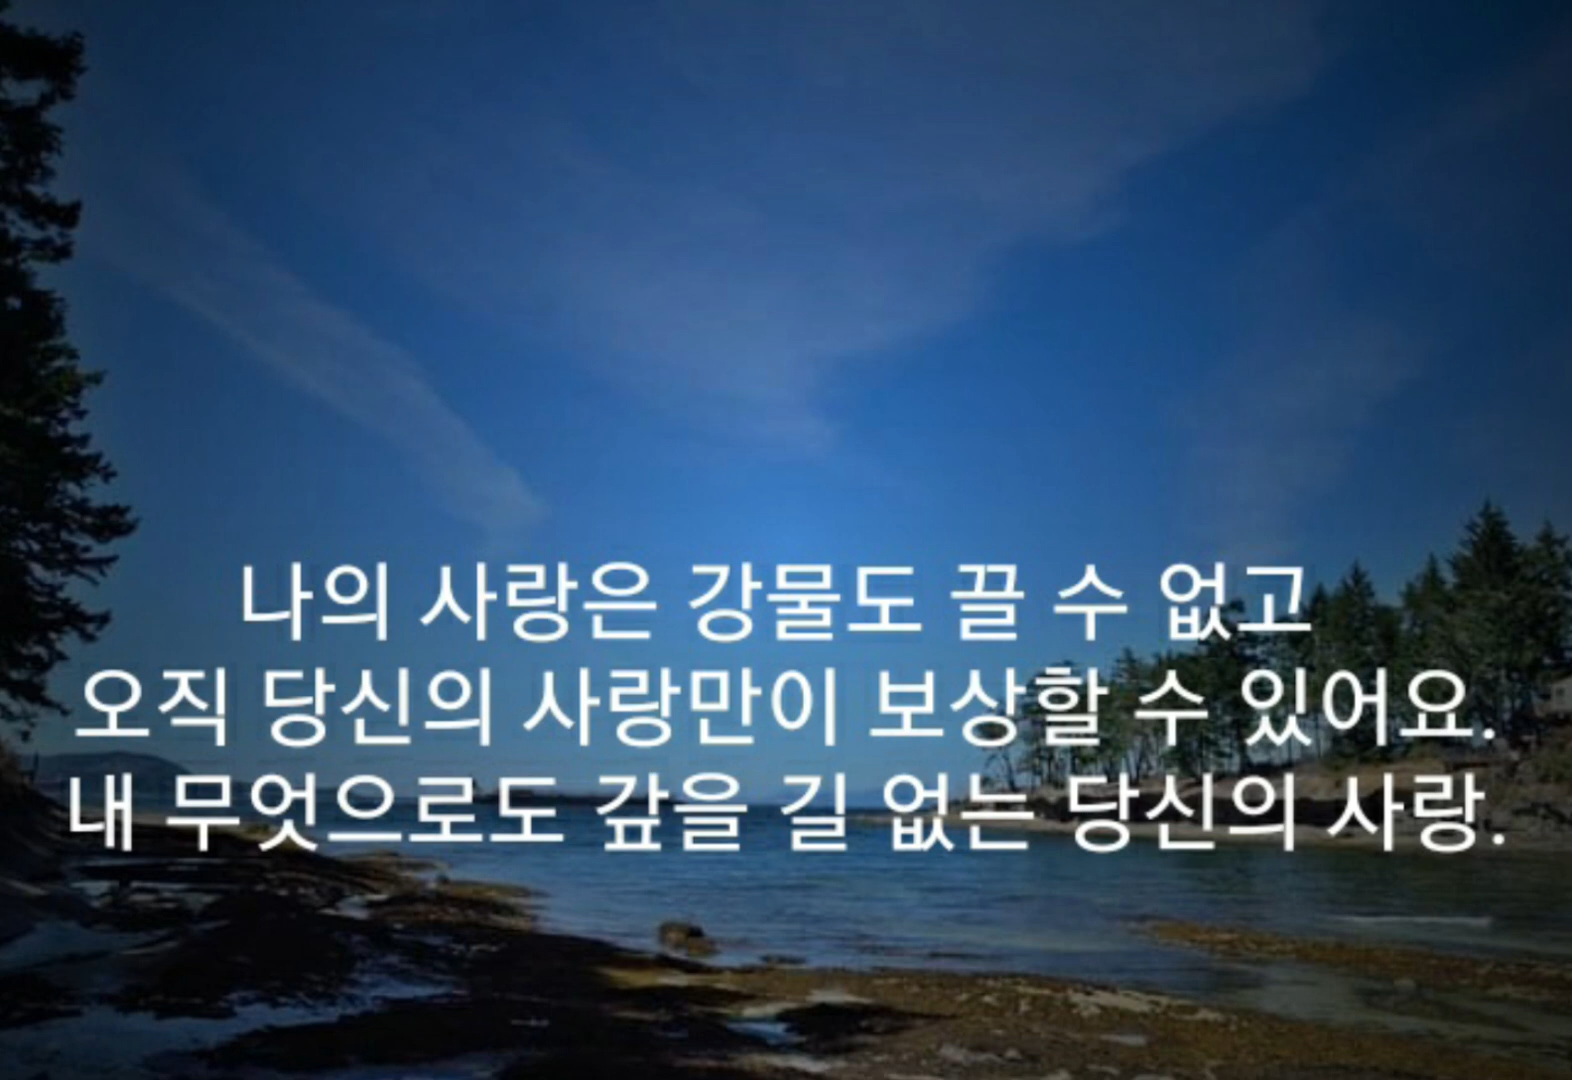 나의 사랑은 강물도 끌 수 없고
오직 당신의 사랑만이 보상할 수 있어요.
내 무엇으로도 갚을 길 없는 당신의 사랑.